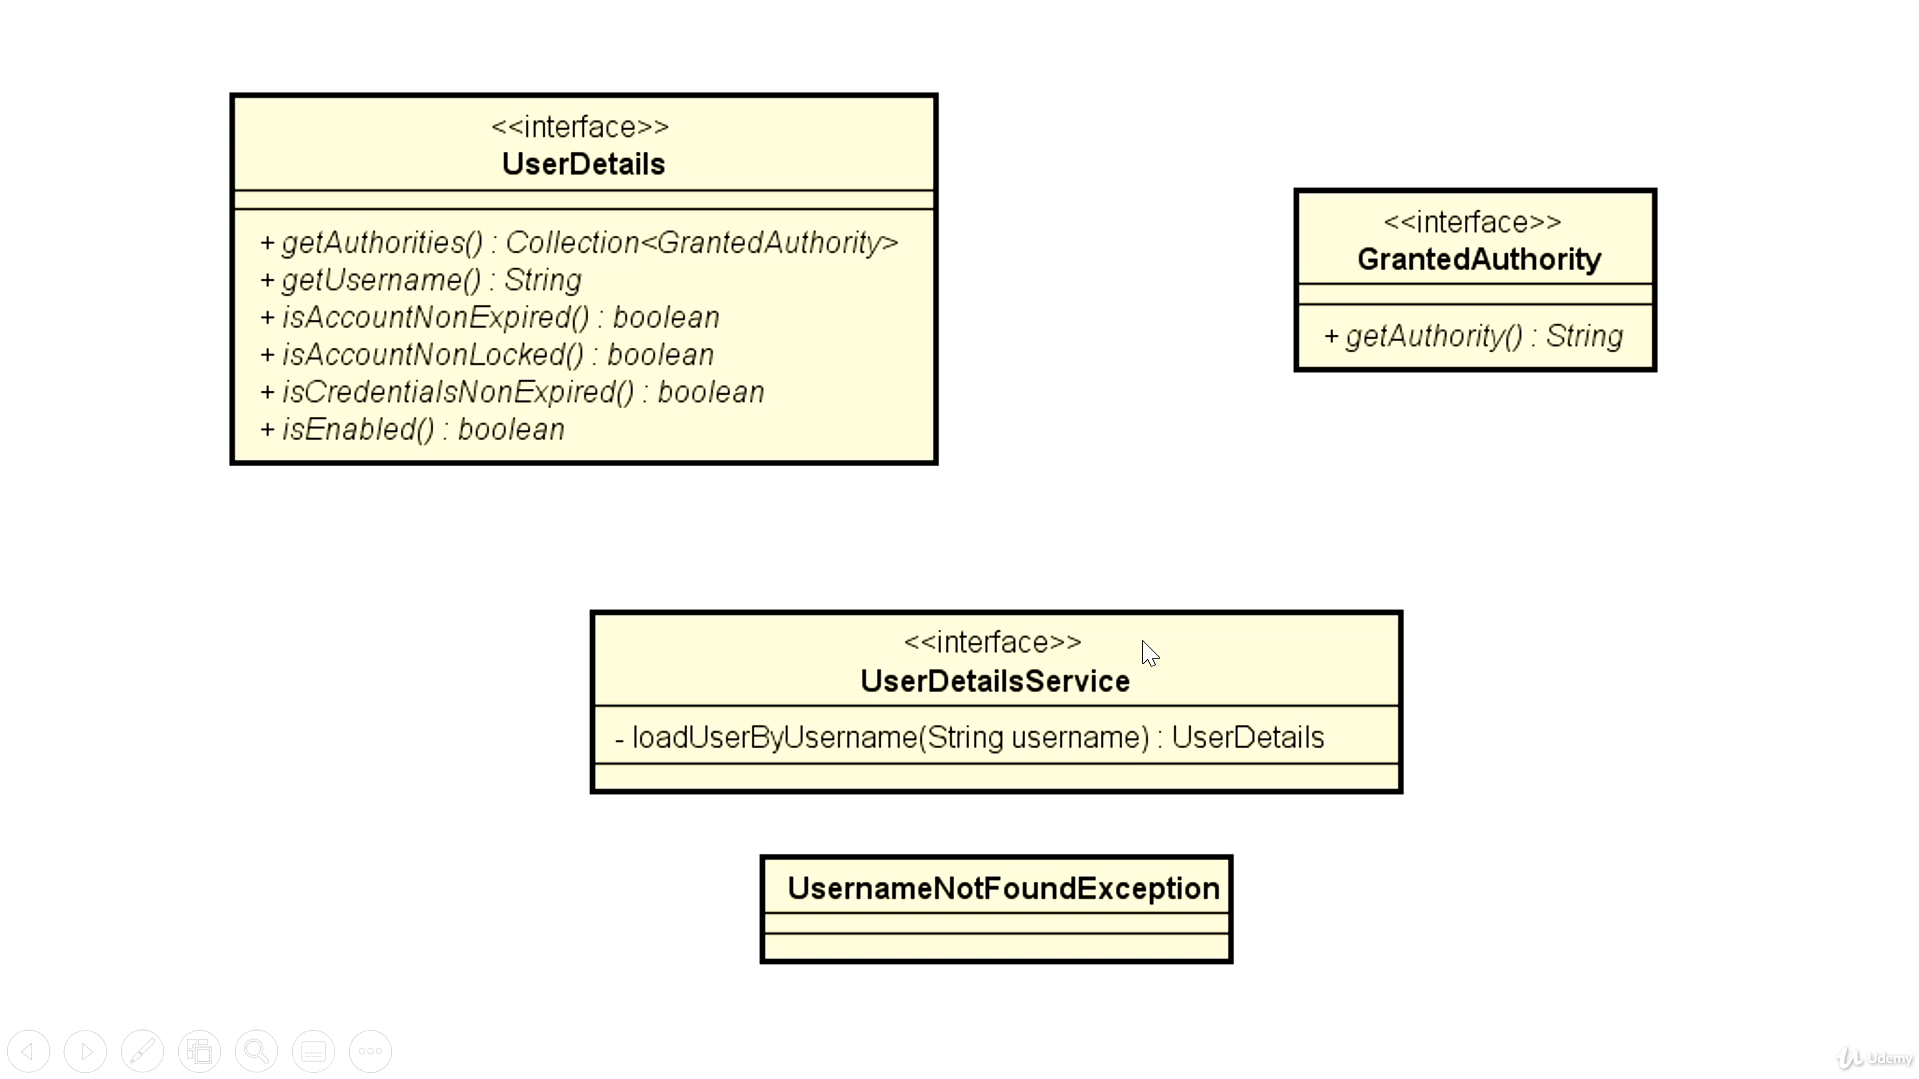 <<interface>>
UserDetails
+ getAuthorities() : Collection<GrantedAuthority>
+ getUsername() : String
+ isAccountNonExpired() : boolean
+ isAccountNonLocked() : boolean
+ isCredentialsNonExpired() : boolean
+ isEnabled() : boolean
<<interface>>
GrantedAuthority
+ getAuthority() : String
<<interface>>
UserDetailsService
- loadUserByUsername(String username) : UserDetails
UsernameNotFoundException
Udemy